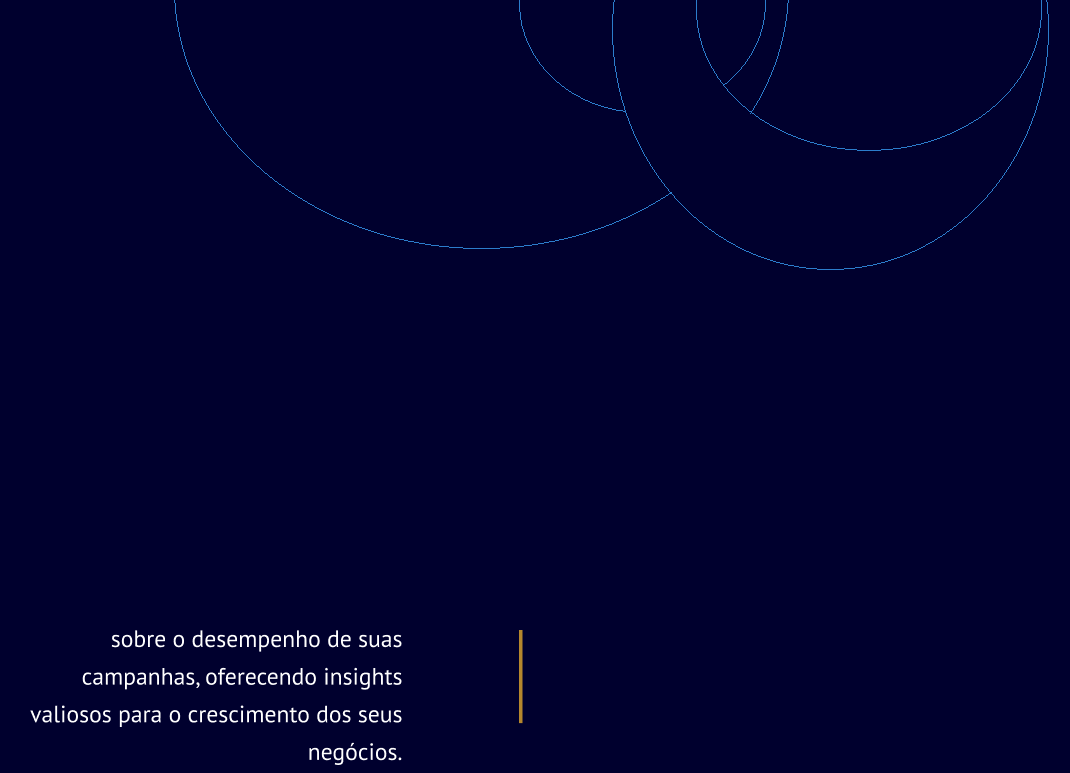 sobre o desempenho de suas
campanhas, oferecendo insights
valiosos para o crescimento dos seus
negócios.